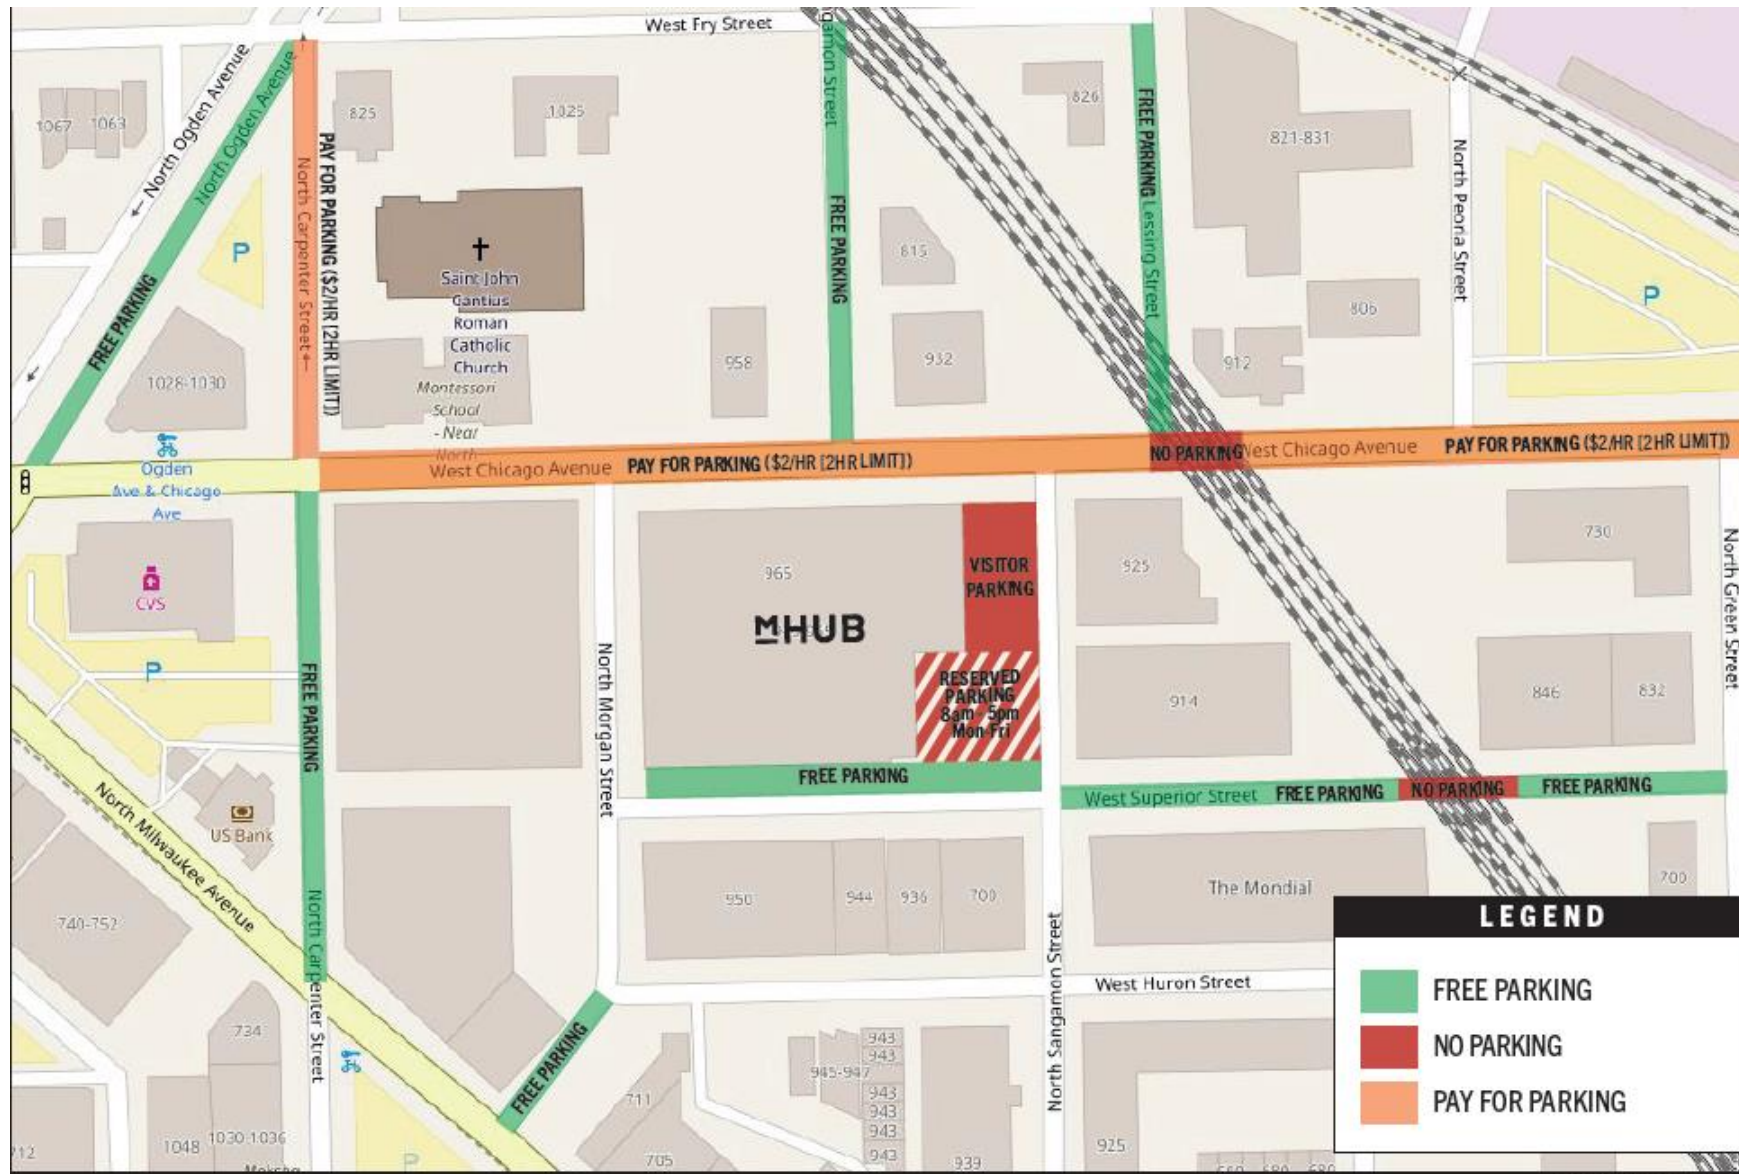 West Fry Street
ngamon Street
North Ogden Avenue
← North Ogden Avenue
1067
1063
825
1025
826
821-831
North Peoria Street
P
FREE PARKING
North Carpenter Street →
PAY FOR PARKING ($2/HR [2HR LIMIT])
Saint John
Cantius
Roman
Catholic
Church
Montessori
School
- Near
North
FREE PARKING
815
FREE PARKING
Lessing Street
P
806
958
932
912
1028-1030
Ogden
Ave & Chicago
Ave
West Chicago Avenue
PAY FOR PARKING ($2/HR [2HR LIMIT])
NO PARKING
West Chicago Avenue
PAY FOR PARKING ($2/HR [2HR LIMIT])
CVS
P
965
MHUB
VISITOR
PARKING
RESERVED
PARKING
8am - 5pm
Mon-Fri
925
914
730
846
832
North Green Street
FREE PARKING
North Morgan Street
FREE PARKING
West Superior Street
FREE PARKING
NO PARKING
FREE PARKING
US Bank
North Milwaukee Avenue
740-752
North Carpenter Street
950
944
936
700
The Mondial
700
North Sangamon Street
West Huron Street
734
FREE PARKING
711
945-947
943
943
943
943
943
943
939
925
1048
1030-1036
Moksha
P
705
712
660
680
680
LEGEND
FREE PARKING
NO PARKING
PAY FOR PARKING